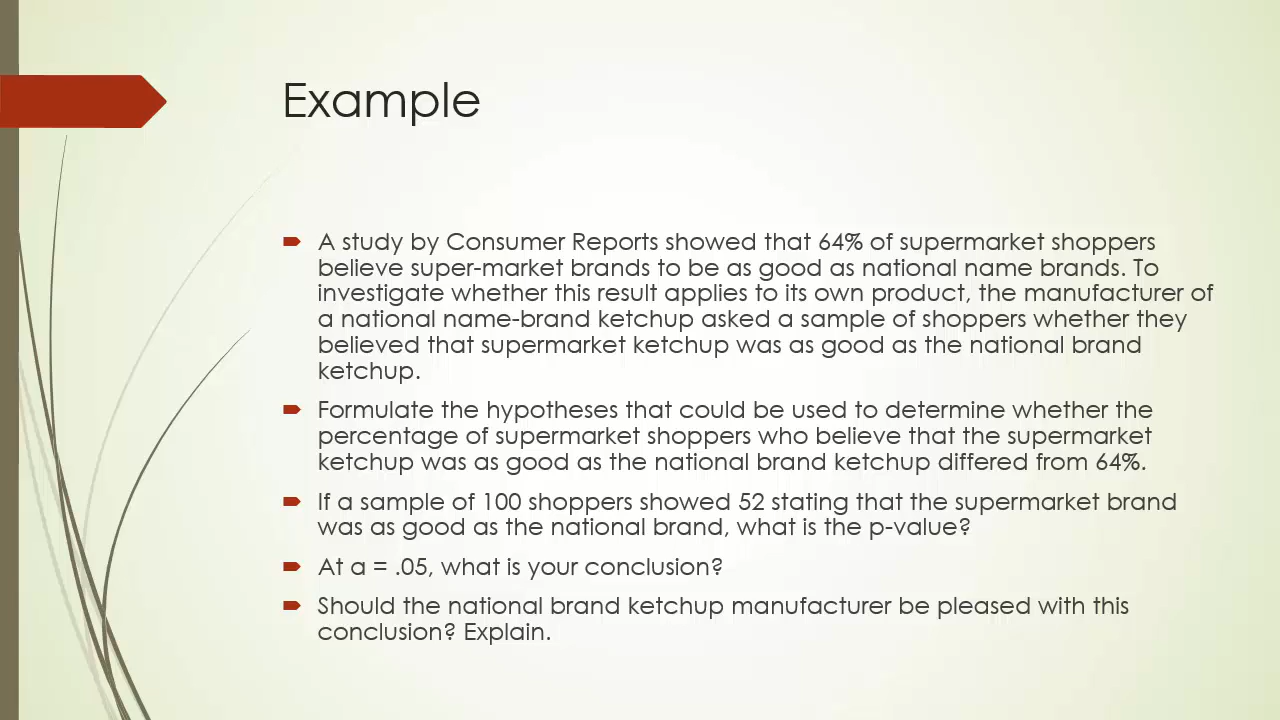 Example
A study by Consumer Reports showed that 64% of supermarket shoppers
believe super-market brands to be as good as national name brands. To
investigate whether this result applies to its own product, the manufacturer of
a national name-brand ketchup asked a sample of shoppers whether they
believed that supermarket ketchup was as good as the national brand
ketchup.
Formulate the hypotheses that could be used to determine whether the
percentage of supermarket shoppers who believe that the supermarket
ketchup was as good as the national brand ketchup differed from 64%.
If a sample of 100 shoppers showed 52 stating that the supermarket brand
was as good as the national brand, what is the p-value?
At a = .05, what is your conclusion?
Should the national brand ketchup manufacturer be pleased with this
conclusion? Explain.